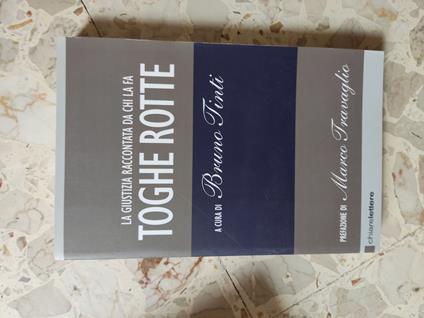 LA GIUSTIZIA RACCONTATA DA CHI LA FA
TOGHE ROTTE
A CURA DI Bruno Tinti
PREFAZIONE DI Marco Travaglio
chiarelettere